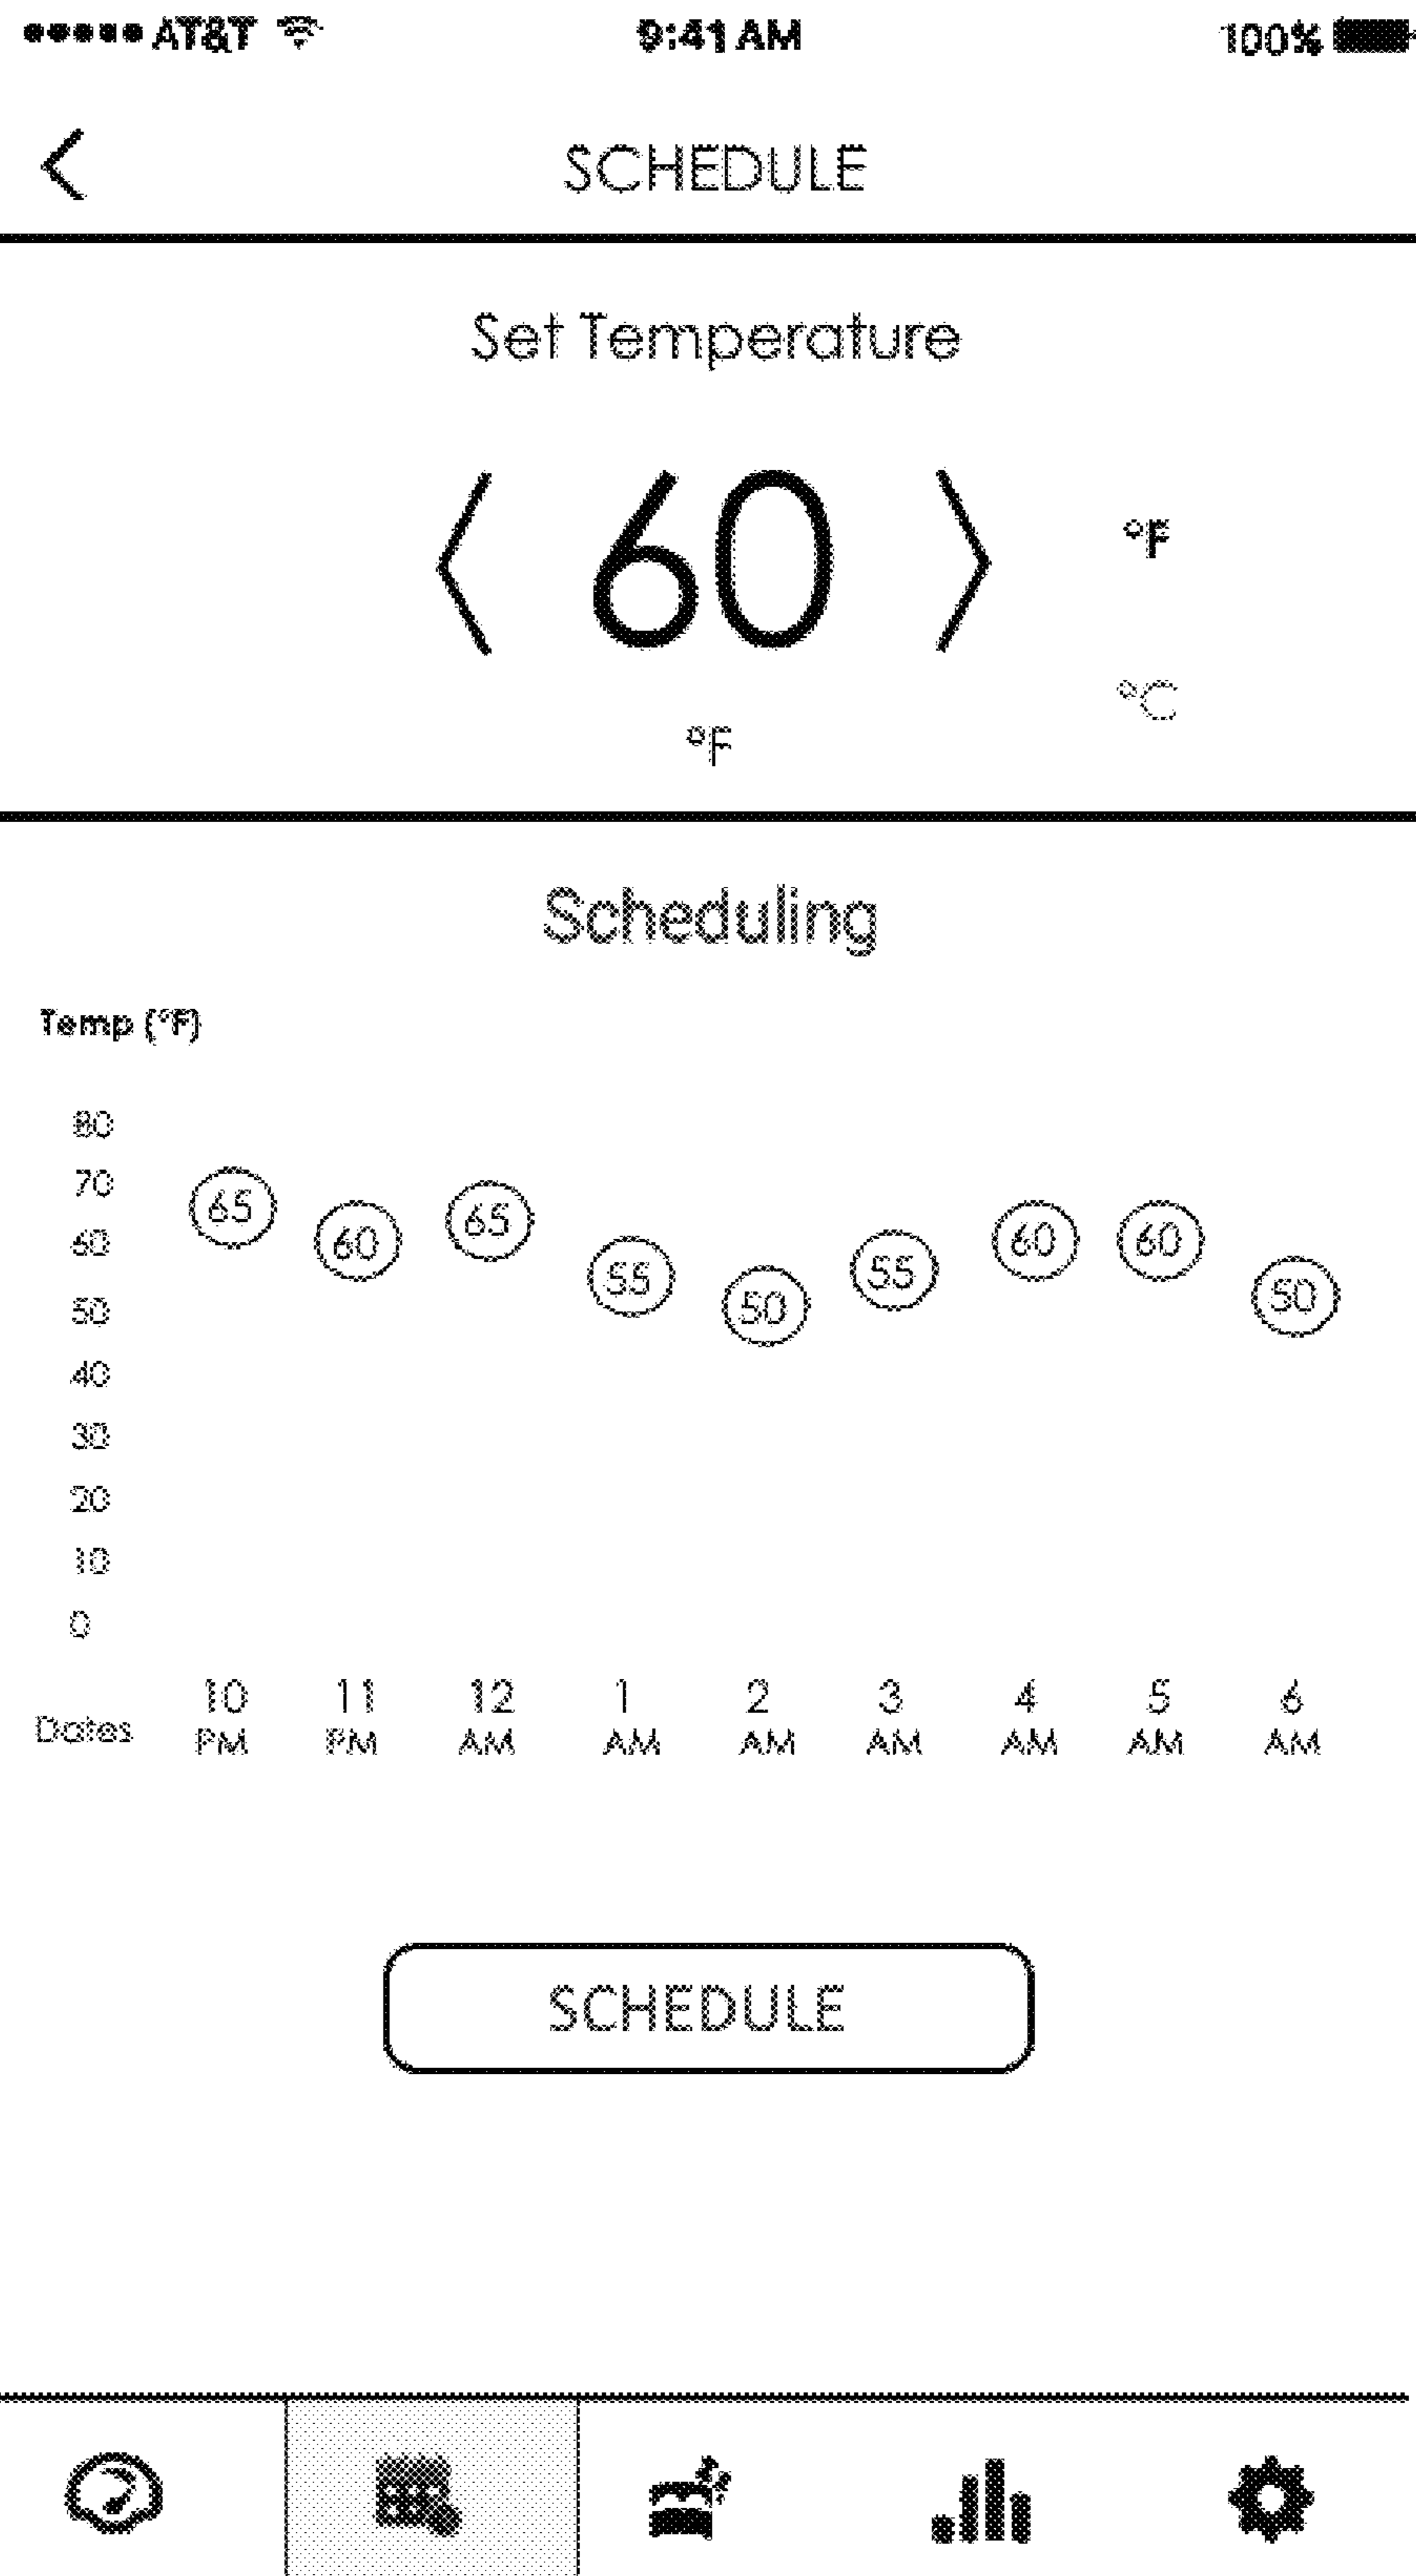 AT&T 9:41 AM 100%
SCHEDULE
Set Temperature
60
°F
°C
°F
Scheduling
Temp (°F)
80
70
60
50
40
30
20
10
0
65 60 65 55 50 55 60 60 50
Dates
10 PM
11 PM
12 AM
1 AM
2 AM
3 AM
4 AM
5 AM
6 AM
SCHEDULE